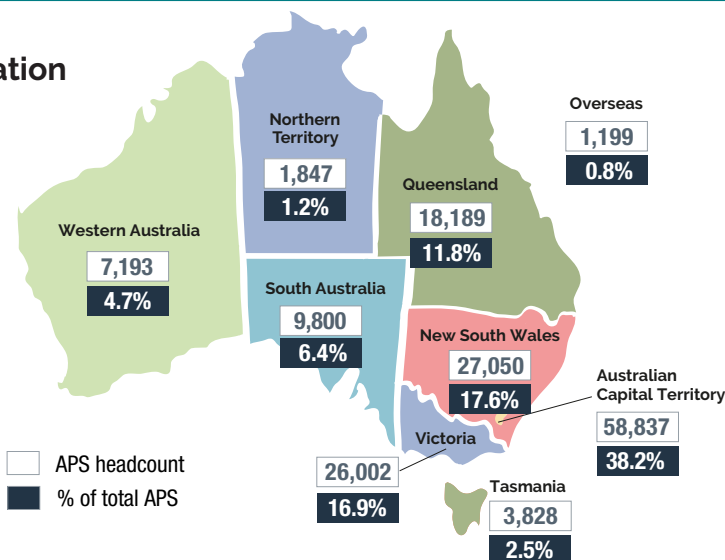 ation
Northern
Territory
1,847
1.2%
Overseas
1,199
0.8%
Queensland
18,189
11.8%
Western Australia
7,193
4.7%
South Australia
9,800
6.4%
New South Wales
27,050
17.6%
Australian
Capital Territory
58,837
38.2%
Victoria
26,002
16.9%
Tasmania
3,828
2.5%
APS headcount
% of total APS